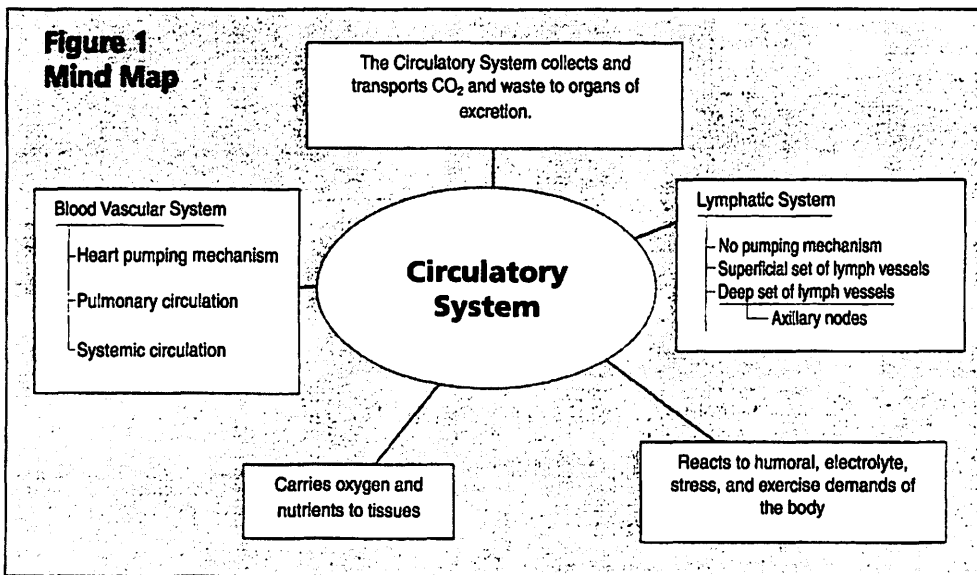 Figure 1
Mind Map
The Circulatory System collects and
transports CO₂ and waste to organs of
excretion.
Blood Vascular System
-Heart pumping mechanism
-Pulmonary circulation
-Systemic circulation
Circulatory
System
Lymphatic System
-No pumping mechanism
-Superficial set of lymph vessels
-Deep set of lymph vessels
Axillary nodes
Carries oxygen and
nutrients to tissues
Reacts to humoral, electrolyte,
stress, and exercise demands of
the body